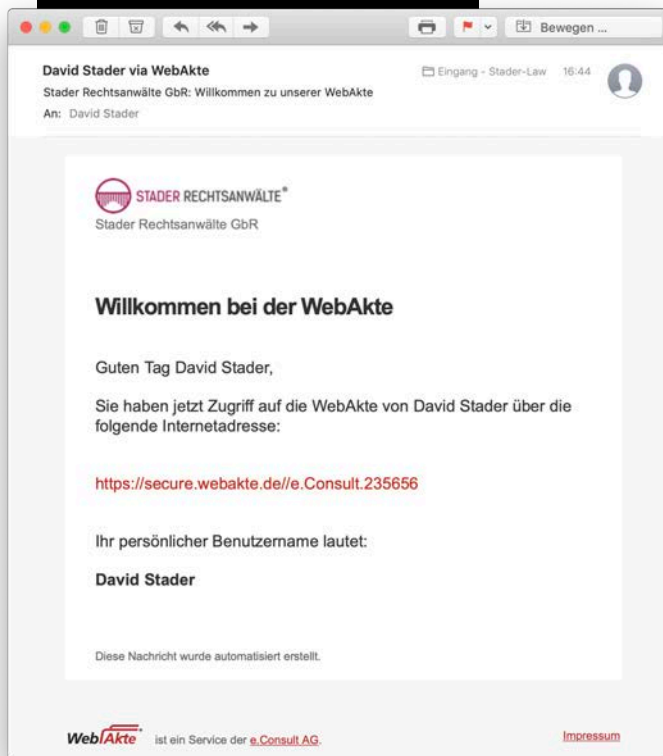 Bewegen ...
David Stader via WebAkte
Eingang - Stader-Law 16:44
Stader Rechtsanwälte GbR: Willkommen zu unserer WebAkte
An: David Stader
STADER RECHTSANWÄLTE®
Stader Rechtsanwälte GbR
Willkommen bei der WebAkte
Guten Tag David Stader,
Sie haben jetzt Zugriff auf die WebAkte von David Stader über die
folgende Internetadresse:
https://secure.webakte.de//e.Consult.235656
Ihr persönlicher Benutzername lautet:
David Stader
Diese Nachricht wurde automatisiert erstellt.
WebAkte ist ein Service der e.Consult AG.
Impressum